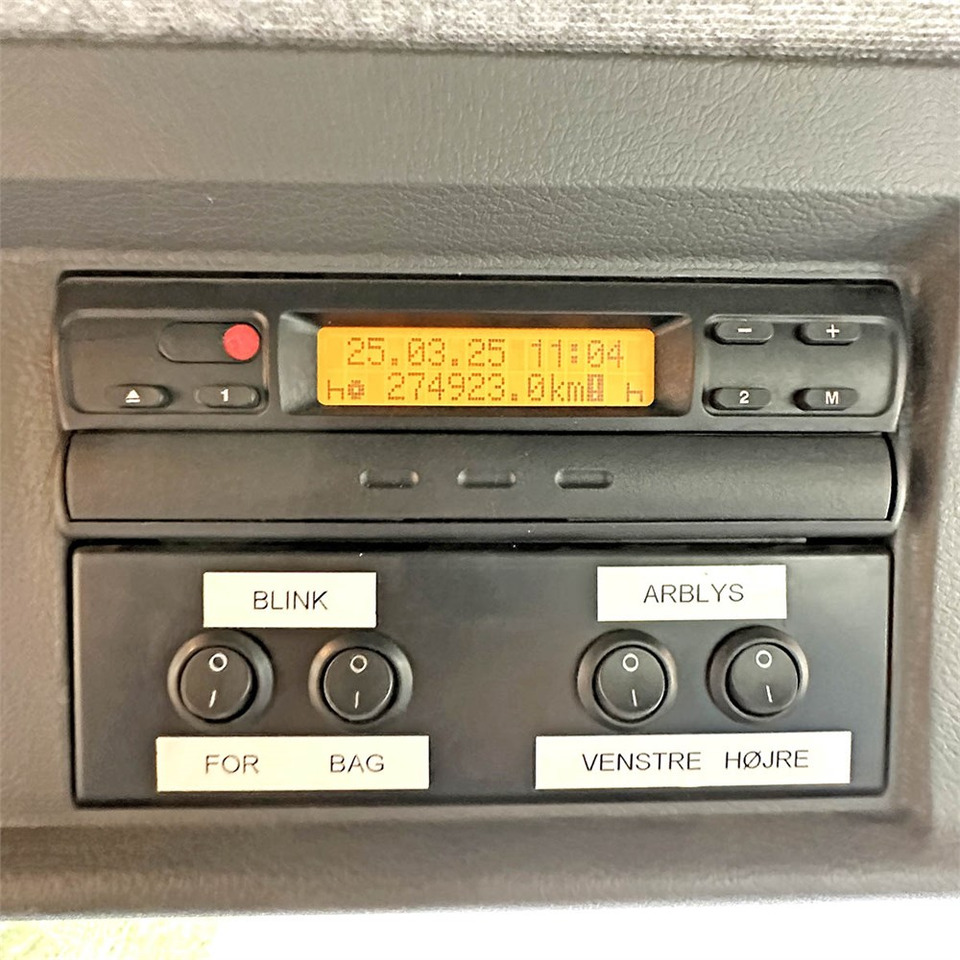 25.03.25 11:04
274923.0km
− +
1 2 M
BLINK ARBLYS
FOR BAG VENSTRE HØJRE